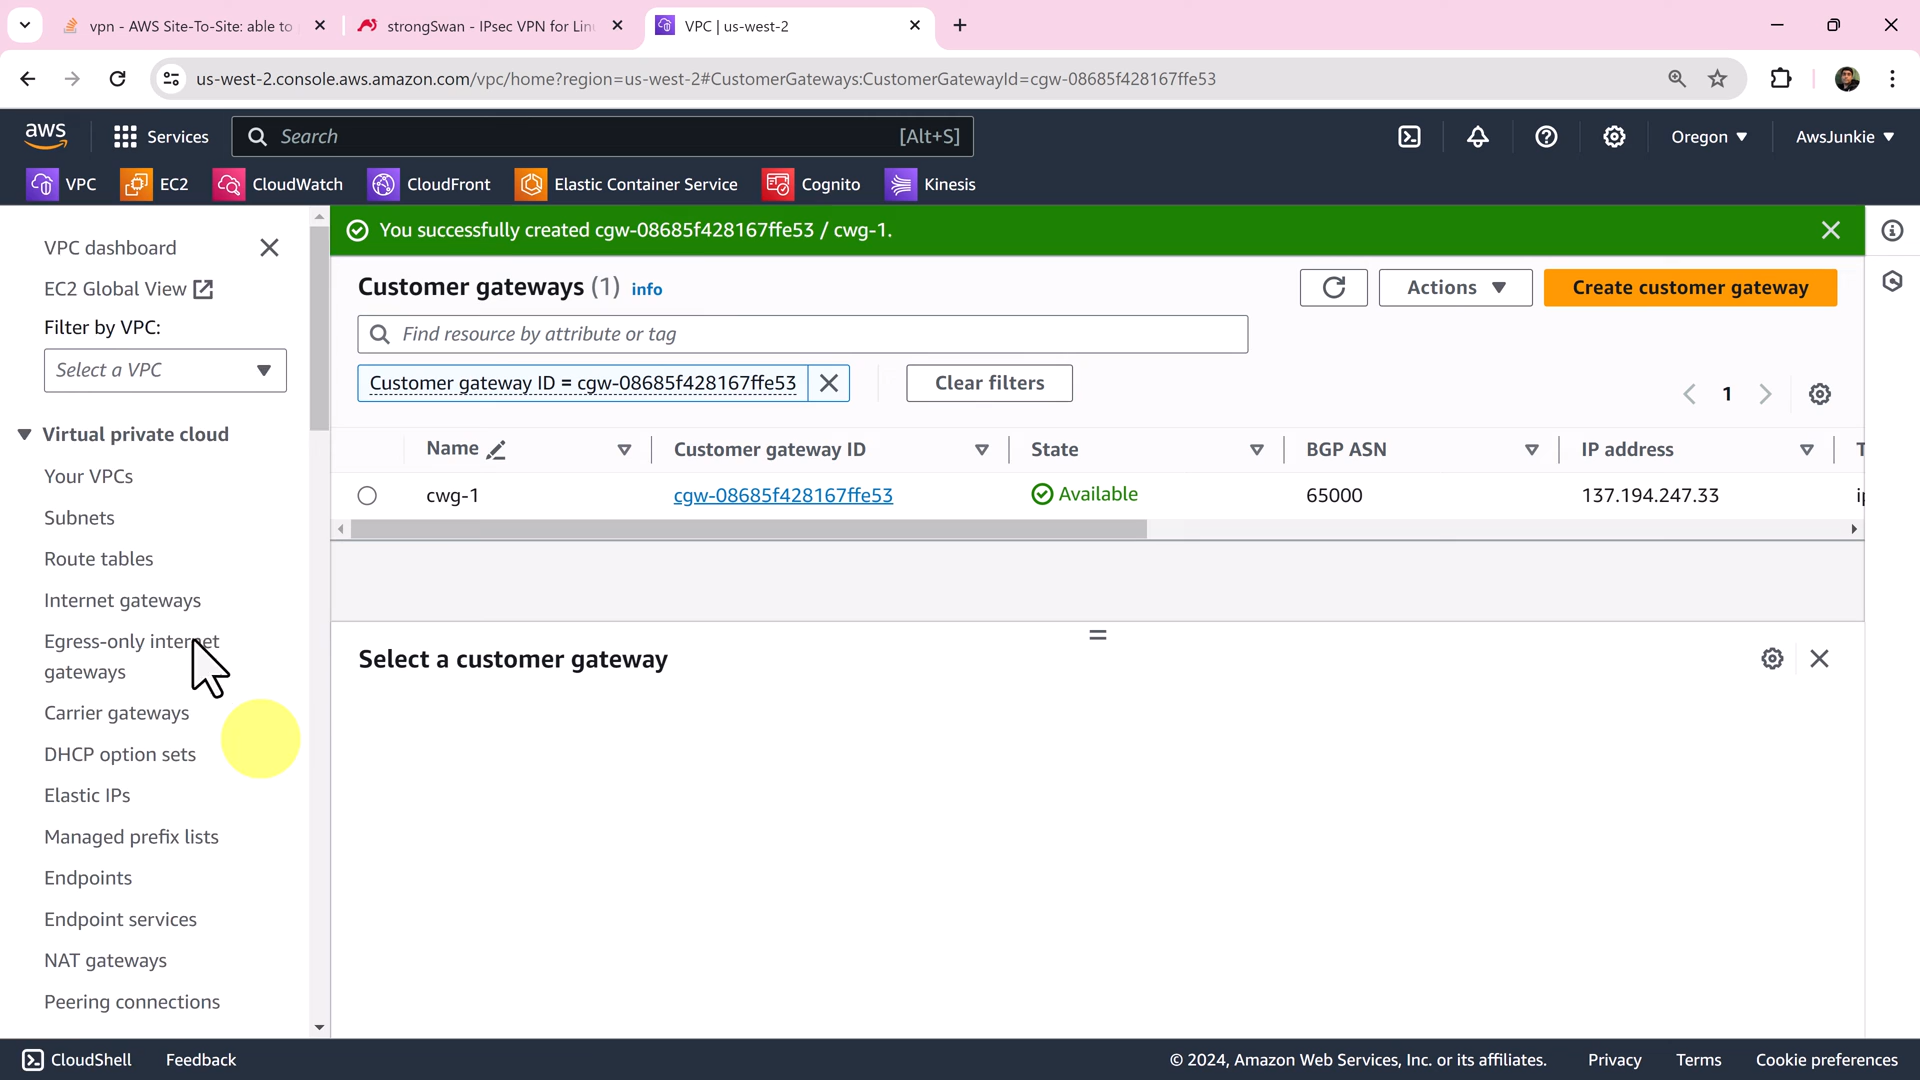 vpn - AWS Site-To-Site: able to
strongSwan - IPsec VPN for Lin
VPC | us-west-2
us-west-2.console.aws.amazon.com/vpc/home?region=us-west-2#CustomerGateways:CustomerGatewayId=cgw-08685f428167ffe53
aws
Services
Search
[Alt+S]
Oregon
AwsJunkie
VPC
EC2
CloudWatch
CloudFront
Elastic Container Service
Cognito
Kinesis
VPC dashboard
EC2 Global View
Filter by VPC:
Select a VPC
Virtual private cloud
Your VPCs
Subnets
Route tables
Internet gateways
Egress-only internet
gateways
Carrier gateways
DHCP option sets
Elastic IPs
Managed prefix lists
Endpoints
Endpoint services
NAT gateways
Peering connections
You successfully created cgw-08685f428167ffe53 / cwg-1.
Customer gateways (1) info
Actions
Create customer gateway
Find resource by attribute or tag
Customer gateway ID = cgw-08685f428167ffe53
Clear filters
1
Name
Customer gateway ID
State
BGP ASN
IP address
cwg-1
cgw-08685f428167ffe53
Available
65000
137.194.247.33
Select a customer gateway
CloudShell
Feedback
© 2024, Amazon Web Services, Inc. or its affiliates.
Privacy
Terms
Cookie preferences